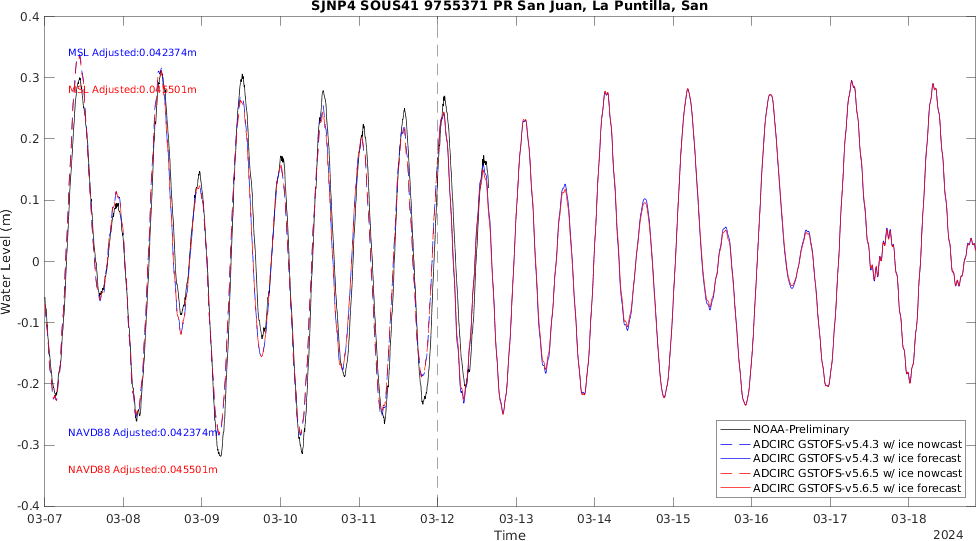 SJNP4 SOUS41 9755371 PR San Juan, La Puntilla, San
0.4
0.3
0.2
0.1
0
-0.1
-0.2
-0.3
-0.4
Water Level (m)
MSL Adjusted:0.042374m
MSL Adjusted:0.045501m
NAVD88 Adjusted:0.042374m
NAVD88 Adjusted:0.045501m
NOAA-Preliminary
ADCIRC GSTOFS-v5.4.3 w/ ice nowcast
ADCIRC GSTOFS-v5.4.3 w/ ice forecast
ADCIRC GSTOFS-v5.6.5 w/ ice nowcast
ADCIRC GSTOFS-v5.6.5 w/ ice forecast
03-07 03-08 03-09 03-10 03-11 03-12 03-13 03-14 03-15 03-16 03-17 03-18
Time
2024